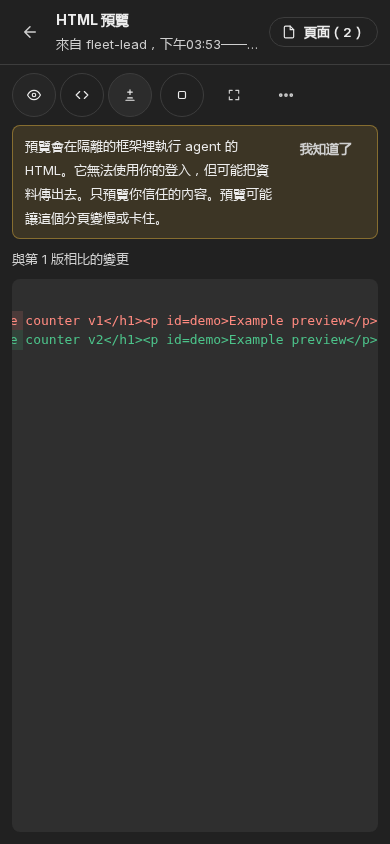 HTML 預覽
來自 fleet-lead，下午03:53——…
頁面（2）
預覽會在隔離的框架裡執行 agent 的
HTML。它無法使用你的登入，但可能把資
料傳出去。只預覽你信任的內容。預覽可能
讓這個分頁變慢或卡住。
我知道了
與第 1 版相比的變更
e counter v1</h1><p id=demo>Example preview</p>
e counter v2</h1><p id=demo>Example preview</p>